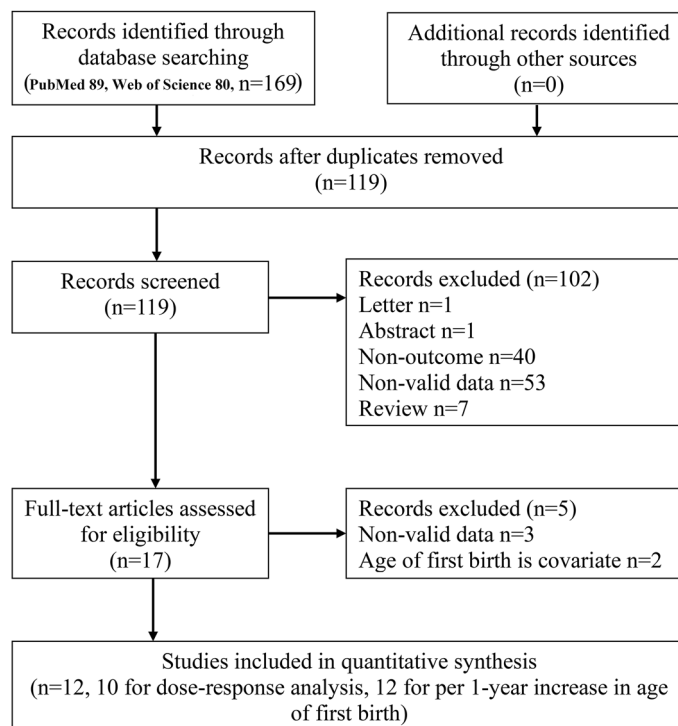 Records identified through
database searching
(PubMed 89, Web of Science 80, n=169)
Additional records identified
through other sources
(n=0)
Records after duplicates removed
(n=119)
Records screened
(n=119)
Records excluded (n=102)
Letter n=1
Abstract n=1
Non-outcome n=40
Non-valid data n=53
Review n=7
Full-text articles assessed
for eligibility
(n=17)
Records excluded (n=5)
Non-valid data n=3
Age of first birth is covariate n=2
Studies included in quantitative synthesis
(n=12, 10 for dose-response analysis, 12 for per 1-year increase in age
of first birth)